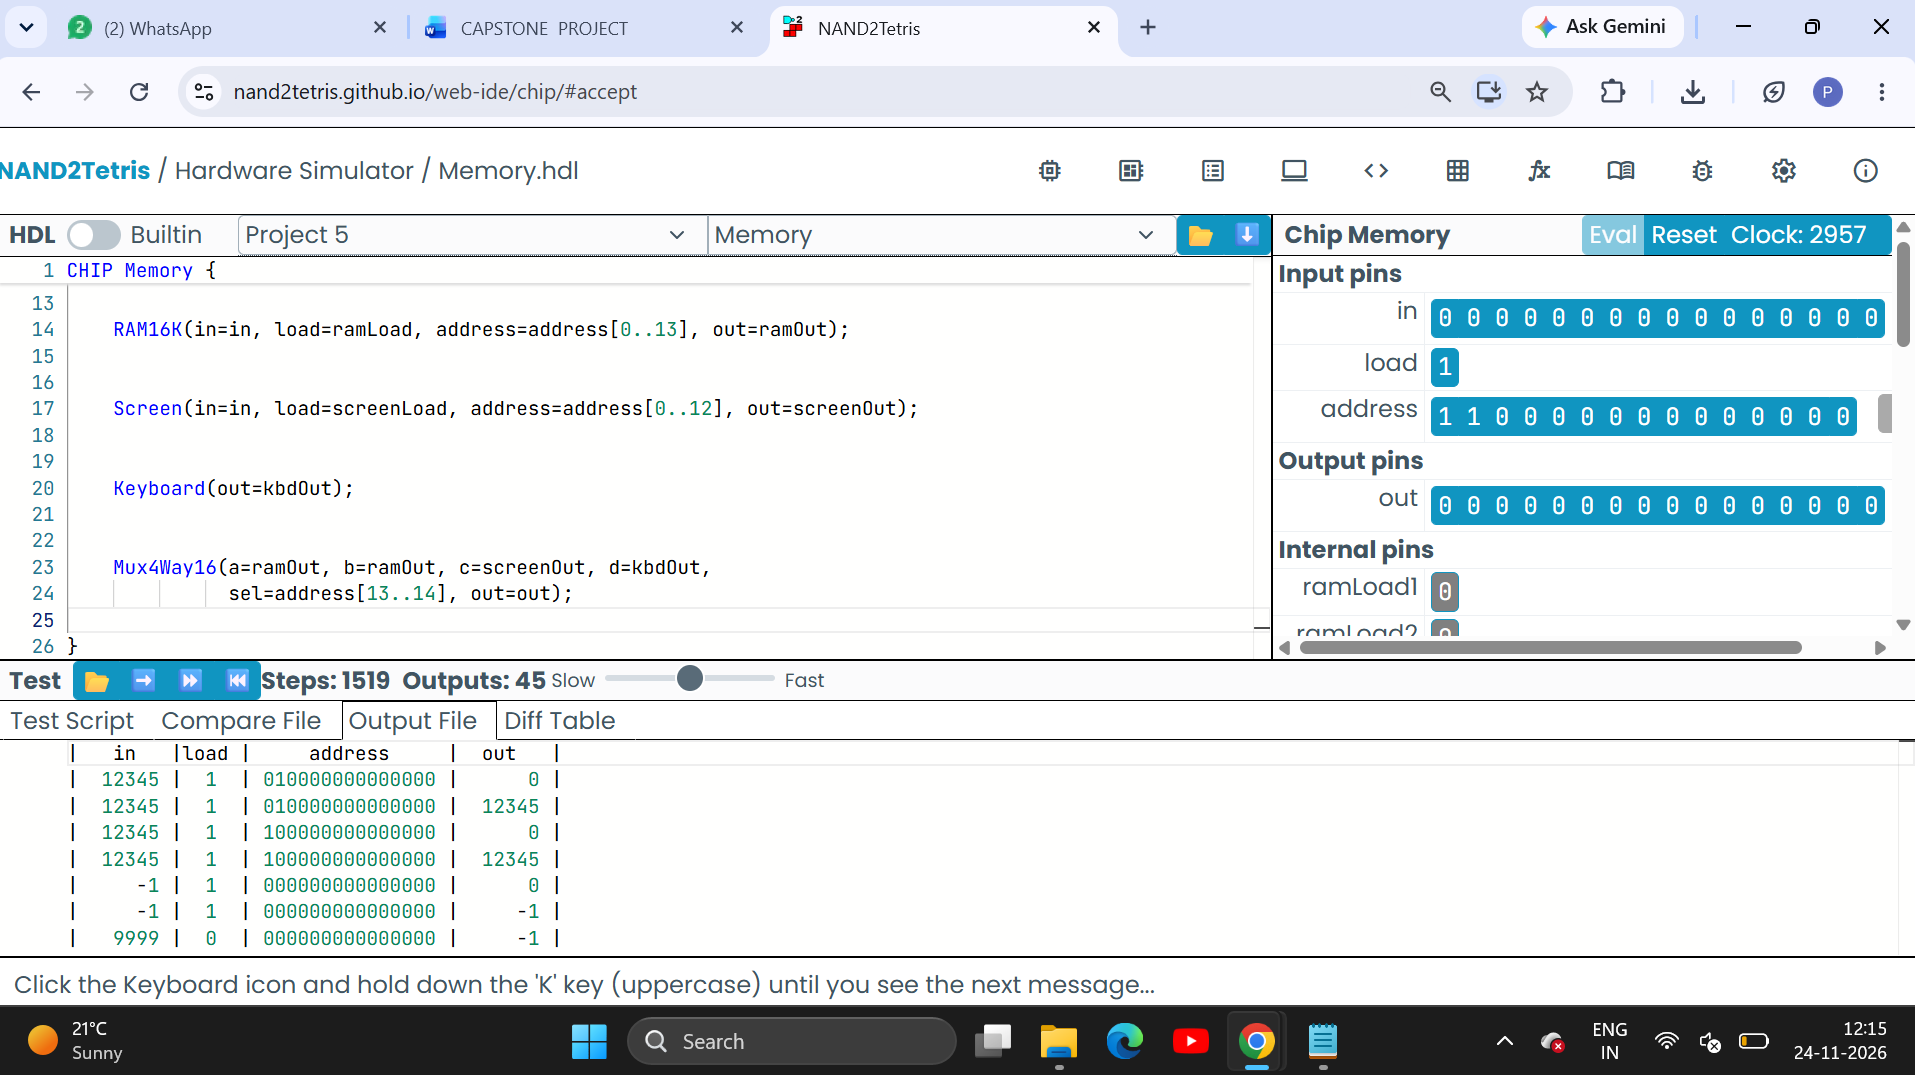 (2) WhatsApp
CAPSTONE PROJECT
NAND2Tetris
Ask Gemini
nand2tetris.github.io/web-ide/chip/#accept
P
NAND2Tetris / Hardware Simulator / Memory.hdl
HDL Builtin Project 5 Memory
1 CHIP Memory {
13
14 RAM16K(in=in, load=ramLoad, address=address[0..13], out=ramOut);
15
16
17 Screen(in=in, load=screenLoad, address=address[0..12], out=screenOut);
18
19
20 Keyboard(out=kbdOut);
21
22
23 Mux4Way16(a=ramOut, b=ramOut, c=screenOut, d=kbdOut,
24 sel=address[13..14], out=out);
25
26 }
Chip Memory Eval Reset Clock: 2957
Input pins
in 0 0 0 0 0 0 0 0 0 0 0 0 0 0 0 0
load 1
address 1 1 0 0 0 0 0 0 0 0 0 0 0 0 0
Output pins
out 0 0 0 0 0 0 0 0 0 0 0 0 0 0 0 0
Internal pins
ramLoad1 0
ramLoad2 0
Test Steps: 1519 Outputs: 45 Slow Fast
Test Script Compare File Output File Diff Table
| in |load | address | out |
| 12345 | 1 | 010000000000000 | 0 |
| 12345 | 1 | 010000000000000 | 12345 |
| 12345 | 1 | 100000000000000 | 0 |
| 12345 | 1 | 100000000000000 | 12345 |
| -1 | 1 | 000000000000000 | 0 |
| -1 | 1 | 000000000000000 | -1 |
| 9999 | 0 | 000000000000000 | -1 |
Click the Keyboard icon and hold down the 'K' key (uppercase) until you see the next message...
21°C
Sunny
Search
ENG
IN
12:15
24-11-2026